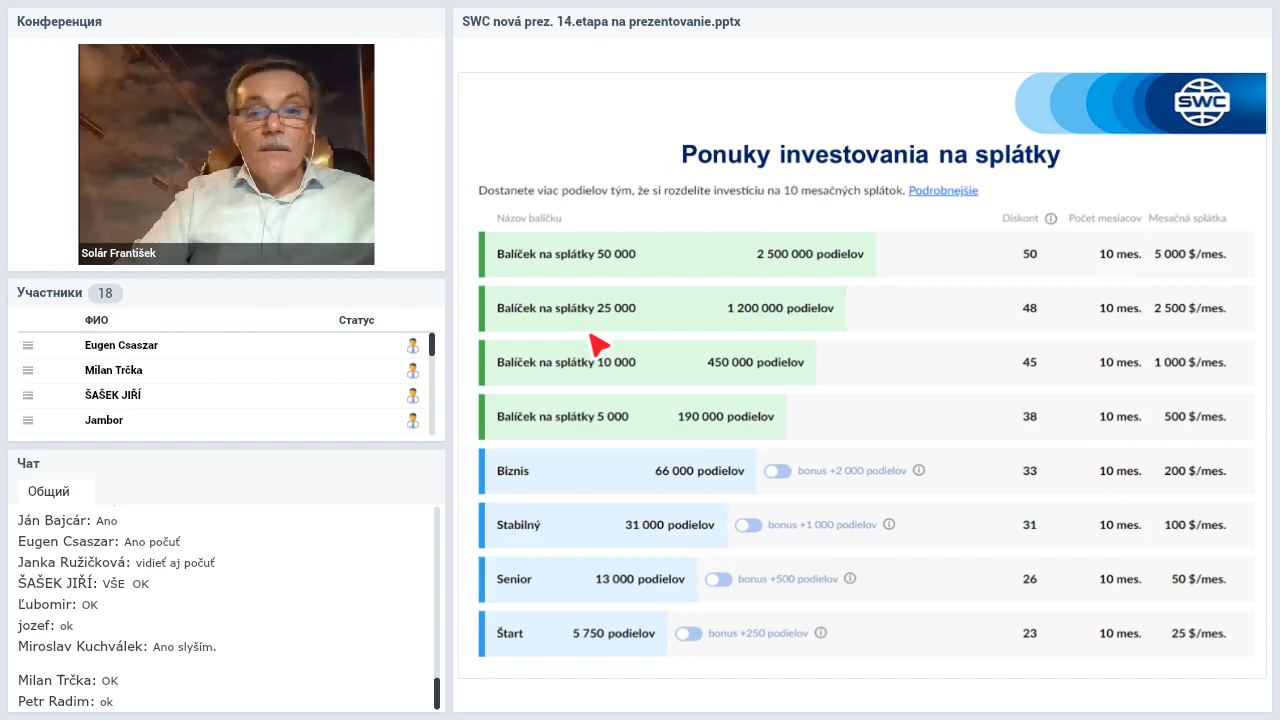 Конференция
Solár František
Участники 18
ФИО Статус
Eugen Csaszar
Milan Trčka
ŠAŠEK JIŘÍ
Jambor
Чат
Общий
Ján Bajcár: Ano
Eugen Csaszar: Ano počuť
Janka Ružičková: vidieť aj počuť
ŠAŠEK JIŘÍ: VŠE OK
Ľubomir: OK
jozef: ok
Miroslav Kuchválek: Ano slyším.
Milan Trčka: OK
Petr Radim: ok
SWC nová prez. 14.etapa na prezentovanie.pptx
SWC
Ponuky investovania na splátky
Dostanete viac podielov tým, že si rozdelíte investíciu na 10 mesačných splátok. Podrobnejšie
Názov balíčku Diskont Počet mesiacov Mesačná splátka
Balíček na splátky 50 000 2 500 000 podielov 50 10 mes. 5 000 $/mes.
Balíček na splátky 25 000 1 200 000 podielov 48 10 mes. 2 500 $/mes.
Balíček na splátky 10 000 450 000 podielov 45 10 mes. 1 000 $/mes.
Balíček na splátky 5 000 190 000 podielov 38 10 mes. 500 $/mes.
Biznis 66 000 podielov bonus +2 000 podielov 33 10 mes. 200 $/mes.
Stabilný 31 000 podielov bonus +1 000 podielov 31 10 mes. 100 $/mes.
Senior 13 000 podielov bonus +500 podielov 26 10 mes. 50 $/mes.
Štart 5 750 podielov bonus +250 podielov 23 10 mes. 25 $/mes.